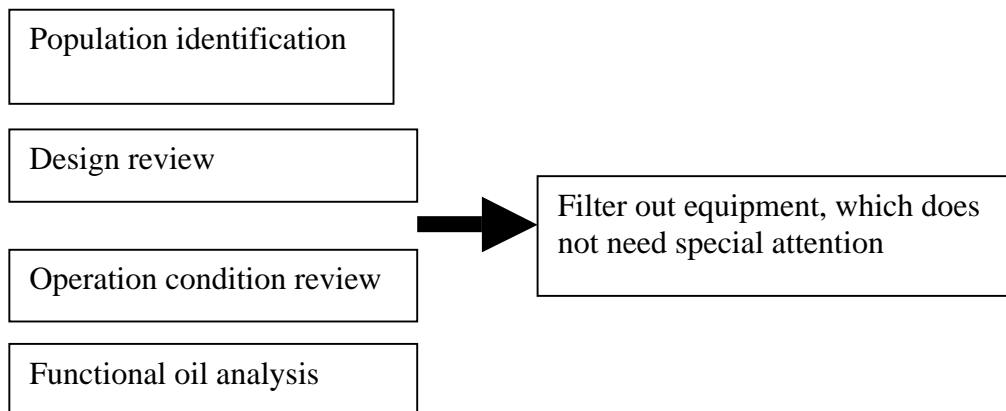 Population identification
Design review
Operation condition review
Functional oil analysis
Filter out equipment, which does
not need special attention